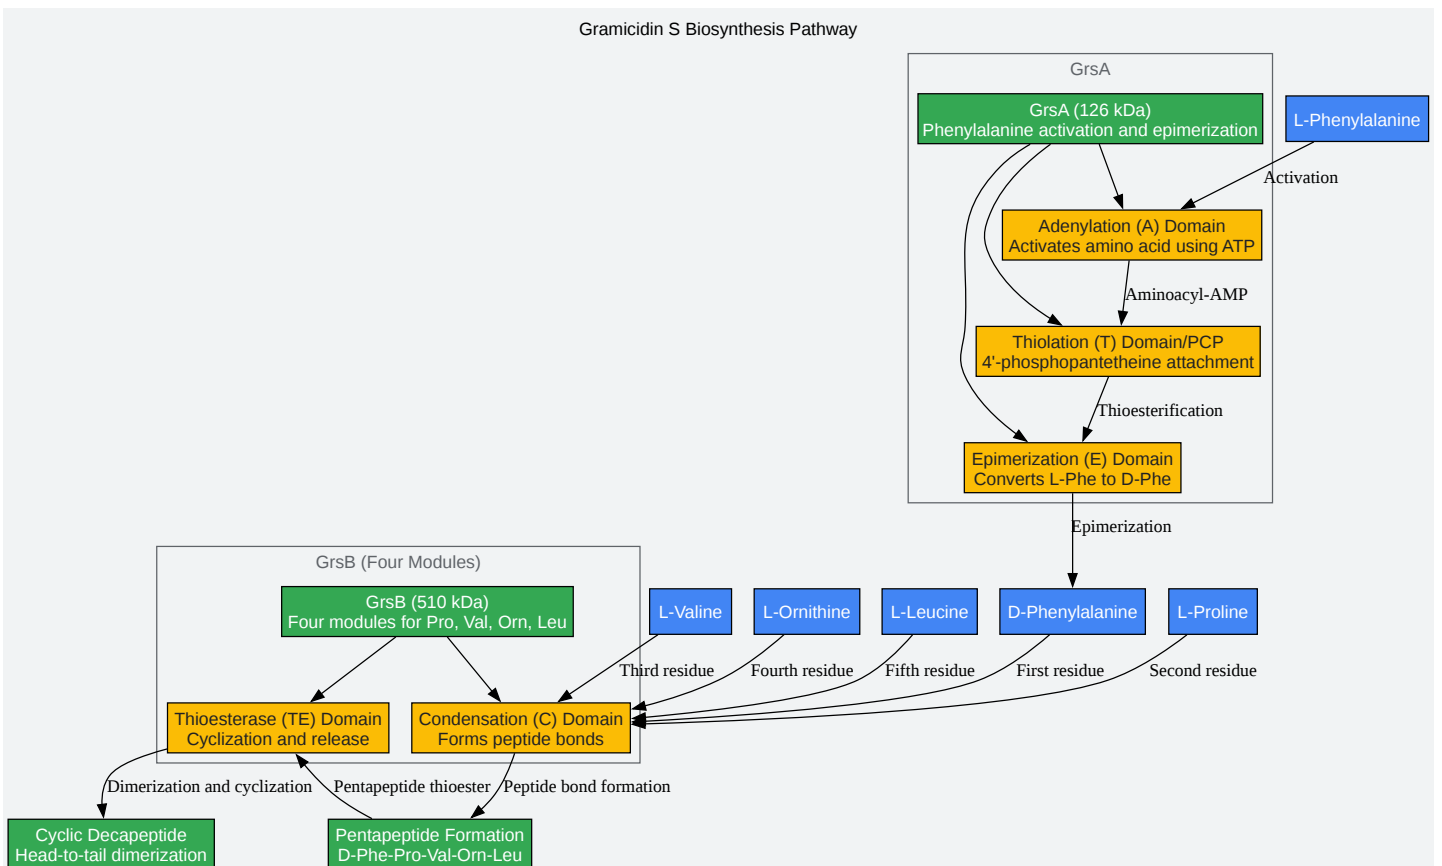 Gramicidin S Biosynthesis Pathway
GrsA
GrsA (126 kDa)
Phenylalanine activation and epimerization
L-Phenylalanine
Activation
Adenylation (A) Domain
Activates amino acid using ATP
Aminoacyl-AMP
Thiolation (T) Domain/PCP
4'-phosphopantetheine attachment
Thioesterification
Epimerization (E) Domain
Converts L-Phe to D-Phe
Epimerization
GrsB (Four Modules)
GrsB (510 kDa)
Four modules for Pro, Val, Orn, Leu
L-Valine
L-Ornithine
L-Leucine
D-Phenylalanine
L-Proline
Third residue
Fourth residue
Fifth residue
First residue
Second residue
Thioesterase (TE) Domain
Cyclization and release
Condensation (C) Domain
Forms peptide bonds
Dimerization and cyclization
Pentapeptide thioester
Peptide bond formation
Cyclic Decapeptide
Head-to-tail dimerization
Pentapeptide Formation
D-Phe-Pro-Val-Orn-Leu